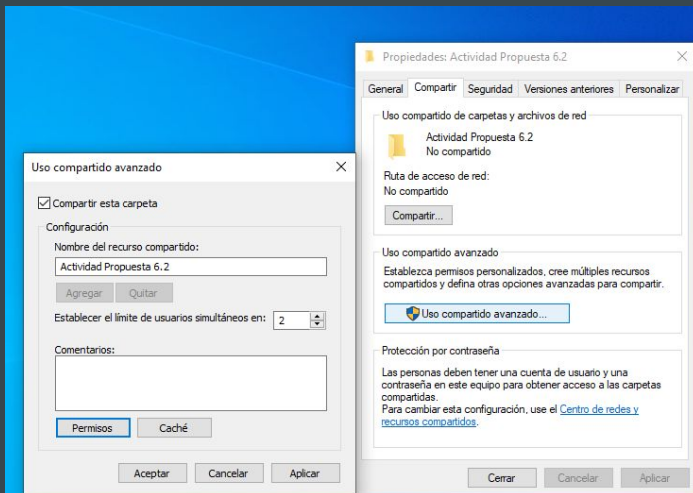 Propiedades: Actividad Propuesta 6.2
General Compartir Seguridad Versiones anteriores Personalizar
Uso compartido de carpetas y archivos de red
Actividad Propuesta 6.2
No compartido
Ruta de acceso de red:
No compartido
Compartir...
Uso compartido avanzado
Establezca permisos personalizados, cree múltiples recursos
compartidos y defina otras opciones avanzadas para compartir.
Uso compartido avanzado...
Protección por contraseña
Las personas deben tener una cuenta de usuario y una
contraseña en este equipo para obtener acceso a las carpetas
compartidas.
Para cambiar esta configuración, use el Centro de redes y
recursos compartidos.
Cerrar Cancelar Aplicar
Uso compartido avanzado
Compartir esta carpeta
Configuración
Nombre del recurso compartido:
Actividad Propuesta 6.2
Agregar Quitar
Establecer el límite de usuarios simultáneos en: 2
Comentarios:
Permisos Caché
Aceptar Cancelar Aplicar